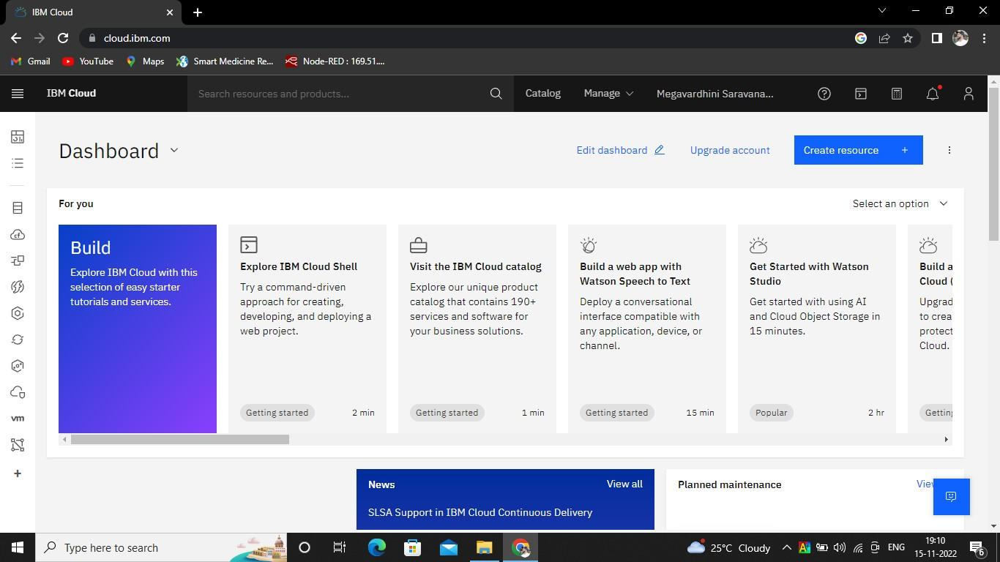 IBM Cloud
cloud.ibm.com
Gmail YouTube Maps Smart Medicine Re... Node-RED : 169.51....
IBM Cloud Search resources and products... Catalog Manage Megavardhini Saravana...
Dashboard Edit dashboard Upgrade account Create resource +
For you Select an option
Build
Explore IBM Cloud with this
selection of easy starter
tutorials and services.
Explore IBM Cloud Shell
Try a command-driven
approach for creating,
developing, and deploying a
web project.
Getting started 2 min
Visit the IBM Cloud catalog
Explore our unique product
catalog that contains 190+
services and software for
your business solutions.
Getting started 1 min
Build a web app with
Watson Speech to Text
Deploy a conversational
interface compatible with
any application, device, or
channel.
Getting started 15 min
Get Started with Watson
Studio
Get started with using AI
and Cloud Object Storage in
15 minutes.
Popular 2 hr
Build a
Cloud (
Upgrad
to crea
protect
Cloud.
Gettin
vm
News View all
SLSA Support in IBM Cloud Continuous Delivery
Planned maintenance
Type here to search 25°C Cloudy ENG 19:10
15-11-2022 6